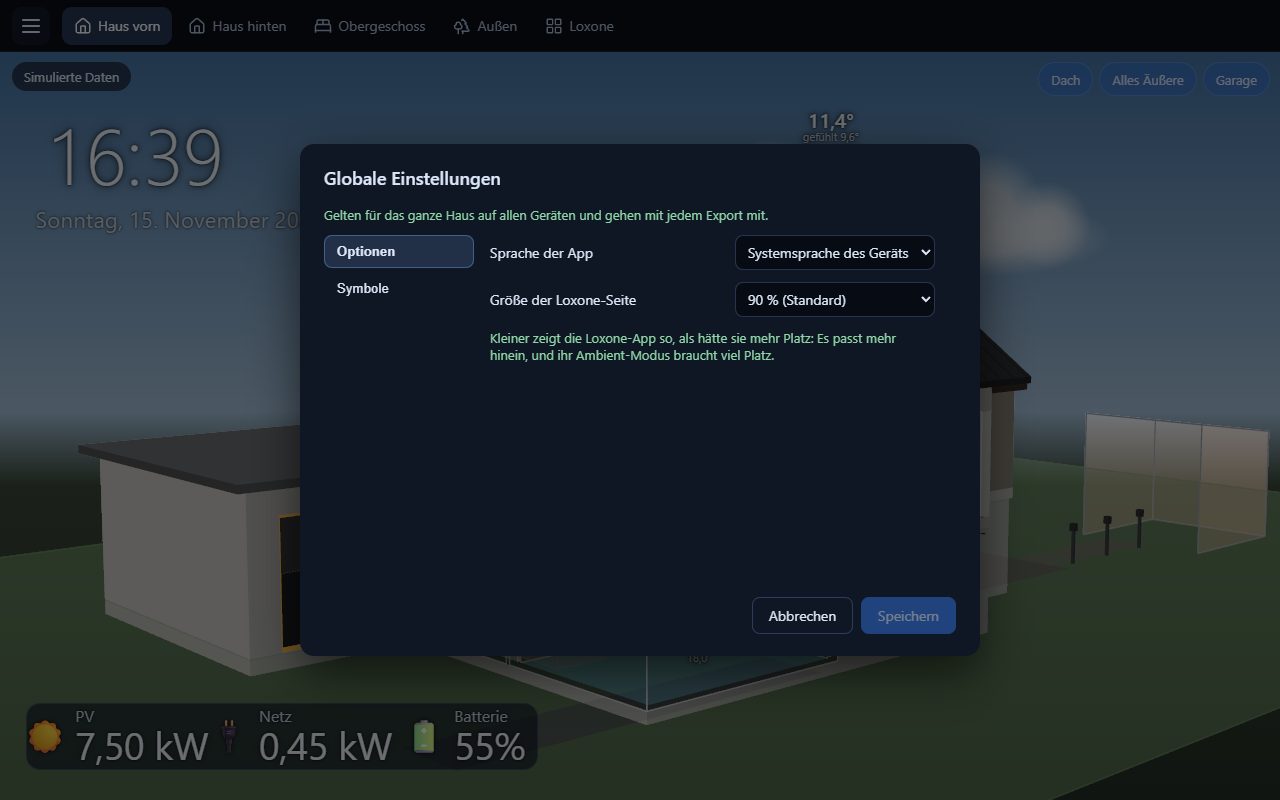 Haus vorn
Haus hinten
Obergeschoss
Außen
Loxone
Simulierte Daten
Dach
Alles Äußere
Garage
16:39
Sonntag, 15. November 20
11,4°
gefühlt 9,6°
Globale Einstellungen
Gelten für das ganze Haus auf allen Geräten und gehen mit jedem Export mit.
Optionen
Symbole
Sprache der App
Systemsprache des Geräts
Größe der Loxone-Seite
90 % (Standard)
Kleiner zeigt die Loxone-App so, als hätte sie mehr Platz: Es passt mehr
hinein, und ihr Ambient-Modus braucht viel Platz.
Abbrechen
Speichern
PV
7,50 kW
Netz
0,45 kW
Batterie
55%